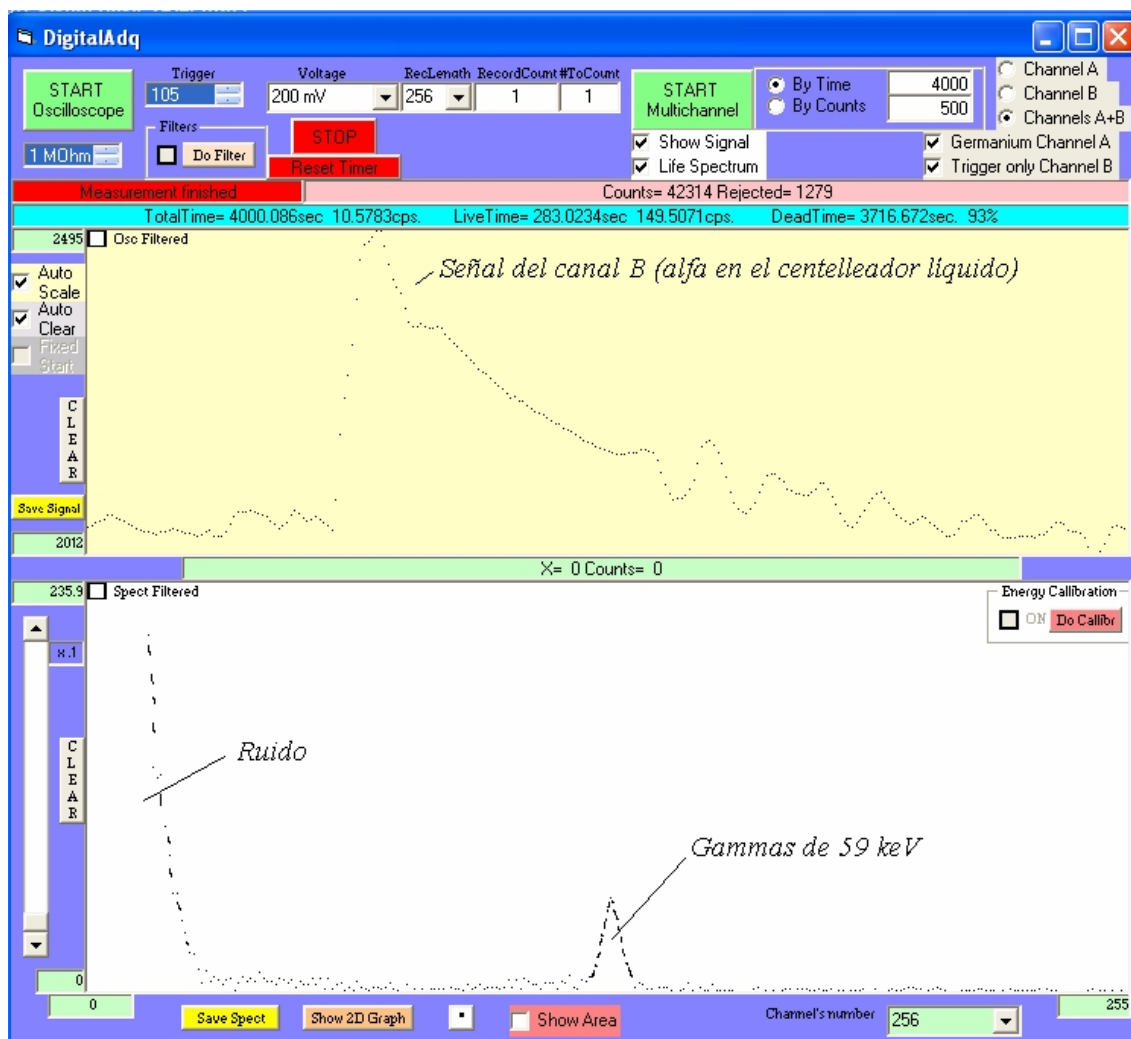 DigitalAdq
START Oscilloscope
Trigger
105
Voltage
200 mV
RecLength
256
RecordCount
1
#ToCount
1
START Multichannel
By Time
4000
By Counts
500
Channel A
Channel B
Channels A+B
1 MOhm
Filters
Do Filter
STOP
Reset Timer
Show Signal
Life Spectrum
Germanium Channel A
Trigger only Channel B
Measurement finished
Counts= 42314 Rejected= 1279
TotalTime= 4000.086sec 10.5783cps. LiveTime= 283.0234sec 149.5071cps. DeadTime= 3716.672sec. 93%
2495
Osc Filtered
Señal del canal B (alfa en el centelleador líquido)
Auto
Scale
Auto
Clear
Fixed
Start
CLEAR
Save Signal
2012
X= 0 Counts= 0
235.9
Spect Filtered
Energy Callibration
ON
Do Callibr
x.1
CLEAR
Ruido
Gammas de 59 keV
0
0
255
Save Spect
Show 2D Graph
Show Area
Channel's number
256